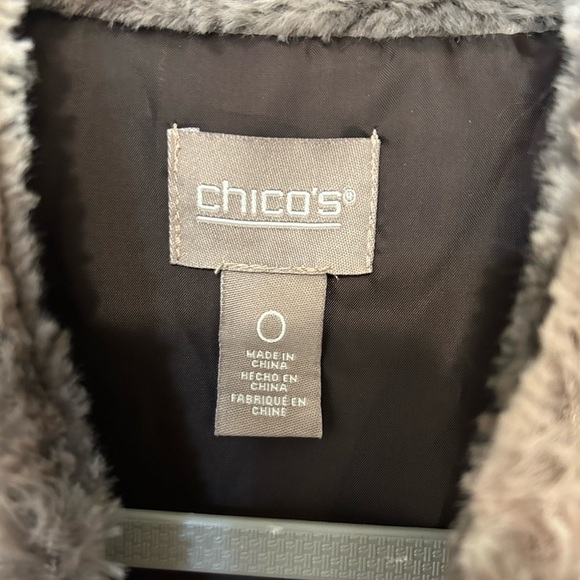 chico's®
0
MADE IN
CHINA
HECHO EN
CHINA
FABRIQUÉ EN
CHINE